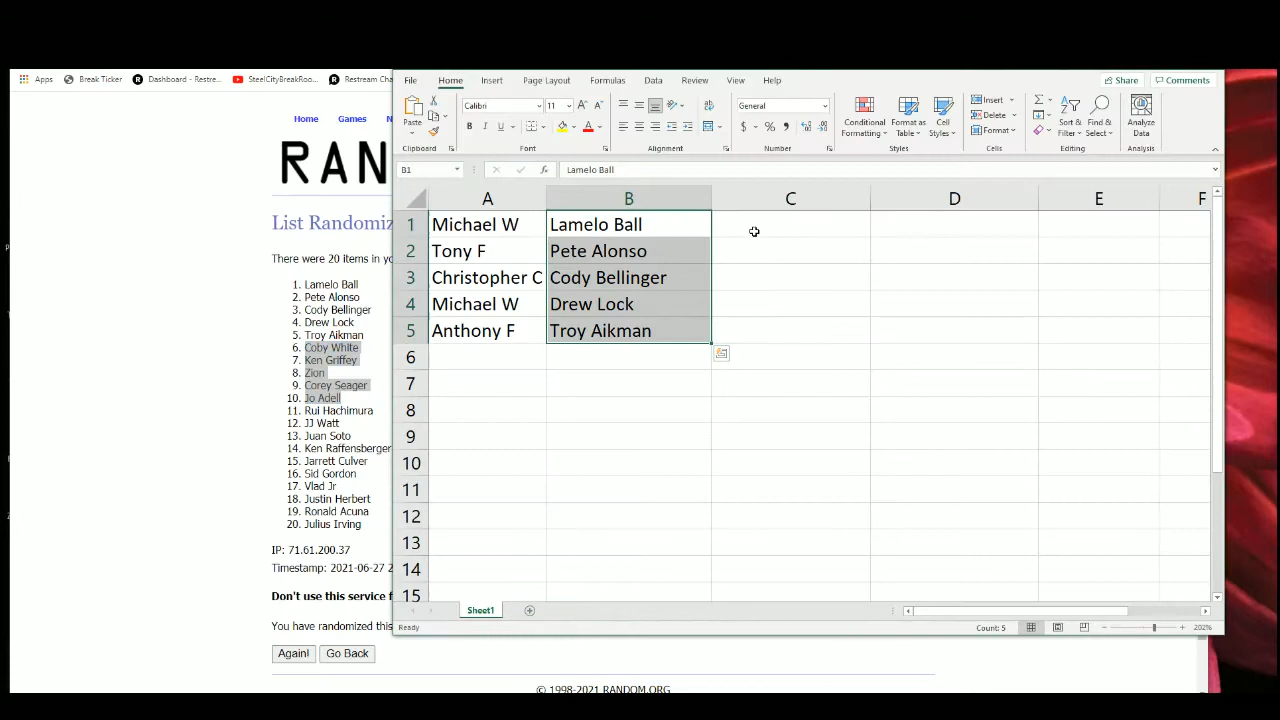 Apps Break Ticker Dashboard - Restre... SteelCityBreakRoo... Restream Cha
Home Games N
RAN
List Randomiz
There were 20 items in yo
1. Lamelo Ball
2. Pete Alonso
3. Cody Bellinger
4. Drew Lock
5. Troy Aikman
6. Coby White
7. Ken Griffey
8. Zion
9. Corey Seager
10. Jo Adell
11. Rui Hachimura
12. JJ Watt
13. Juan Soto
14. Ken Raffensberger
15. Jarrett Culver
16. Sid Gordon
17. Vlad Jr
18. Justin Herbert
19. Ronald Acuna
20. Julius Irving
IP: 71.61.200.37
Timestamp: 2021-06-27 2
Don't use this service f
You have randomized this
Again! Go Back
© 1998-2021 RANDOM.ORG
File Home Insert Page Layout Formulas Data Review View Help Share Comments
Paste Calibri 11 A A ab General Conditional Formatting Format as Table Cell Styles Insert Delete Format Sort & Filter Find & Select Analyze Data
B I U A $ % ,
Clipboard Font Alignment Number Styles Cells Editing Analysis
B1 fx Lamelo Ball
A B C D E F
1 Michael W Lamelo Ball
2 Tony F Pete Alonso
3 Christopher C Cody Bellinger
4 Michael W Drew Lock
5 Anthony F Troy Aikman
6
7
8
9
10
11
12
13
14
15
Sheet1
Ready Count: 5 202%